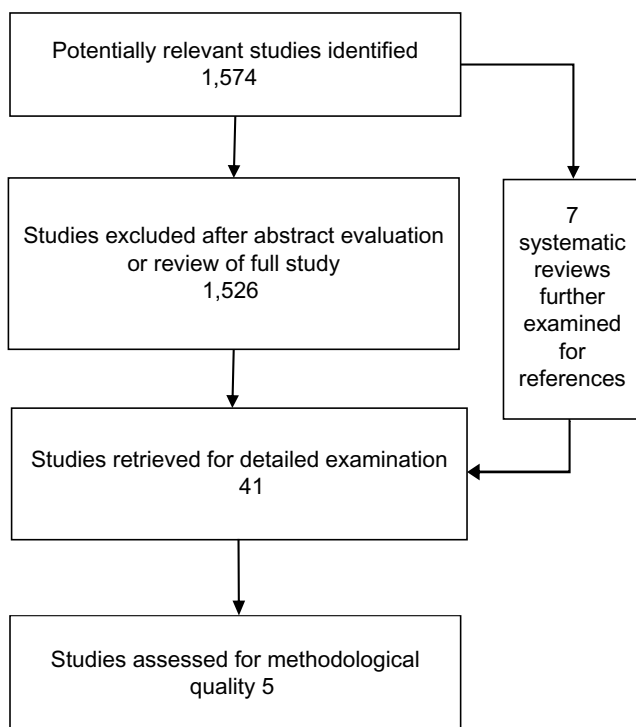 Potentially relevant studies identified
1,574
Studies excluded after abstract evaluation
or review of full study
1,526
7
systematic
reviews
further
examined
for
references
Studies retrieved for detailed examination
41
Studies assessed for methodological
quality 5